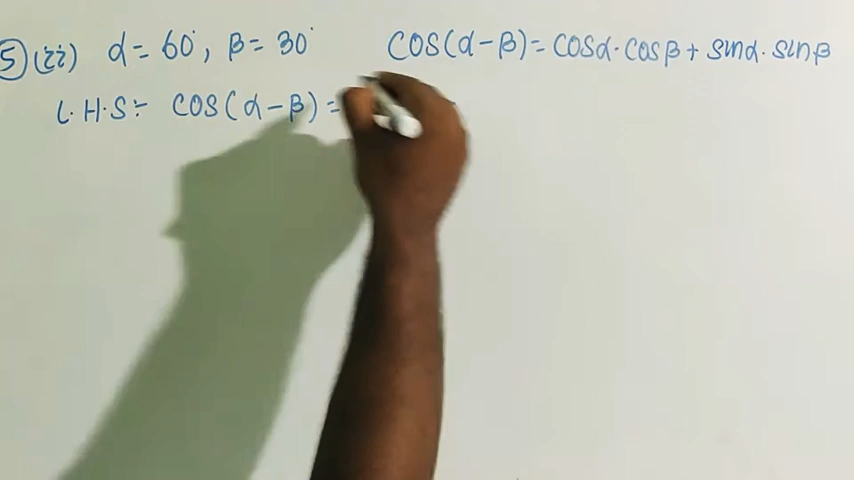 5 (ii) α = 60°, β = 30° cos(α - β) = cosα · cosβ + sinα · sinβ
L.H.S :- cos(α - β) =